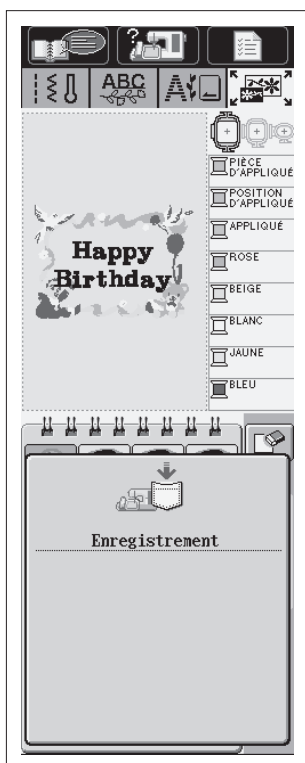 ?
ABC
A
PIÈCE
D'APPLIQUÉ
POSITION
D'APPLIQUÉ
APPLIQUÉ
ROSE
BEIGE
BLANC
JAUNE
BLEU
Happy
Birthday
Enregistrement